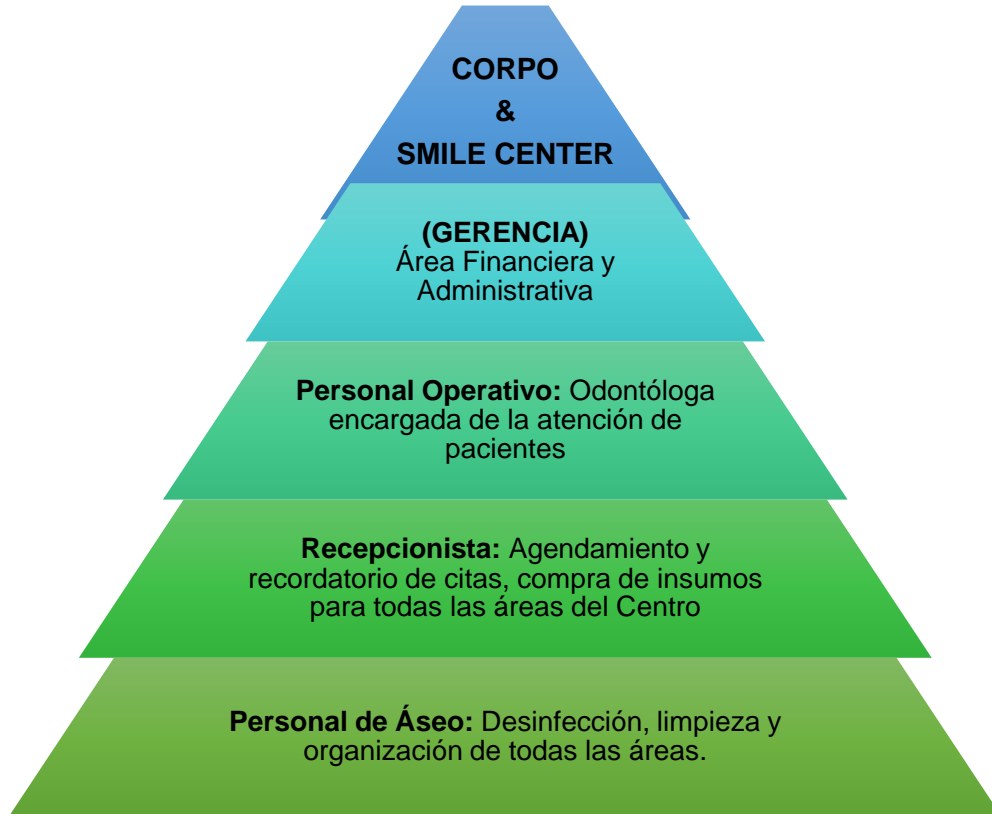 CORPO
&
SMILE CENTER
(GERENCIA)
Área Financiera y
Administrativa
Personal Operativo: Odontóloga
encargada de la atención de
pacientes
Recepcionista: Agendamiento y
recordatorio de citas, compra de insumos
para todas las áreas del Centro
Personal de Áseo: Desinfección, limpieza y
organización de todas las áreas.